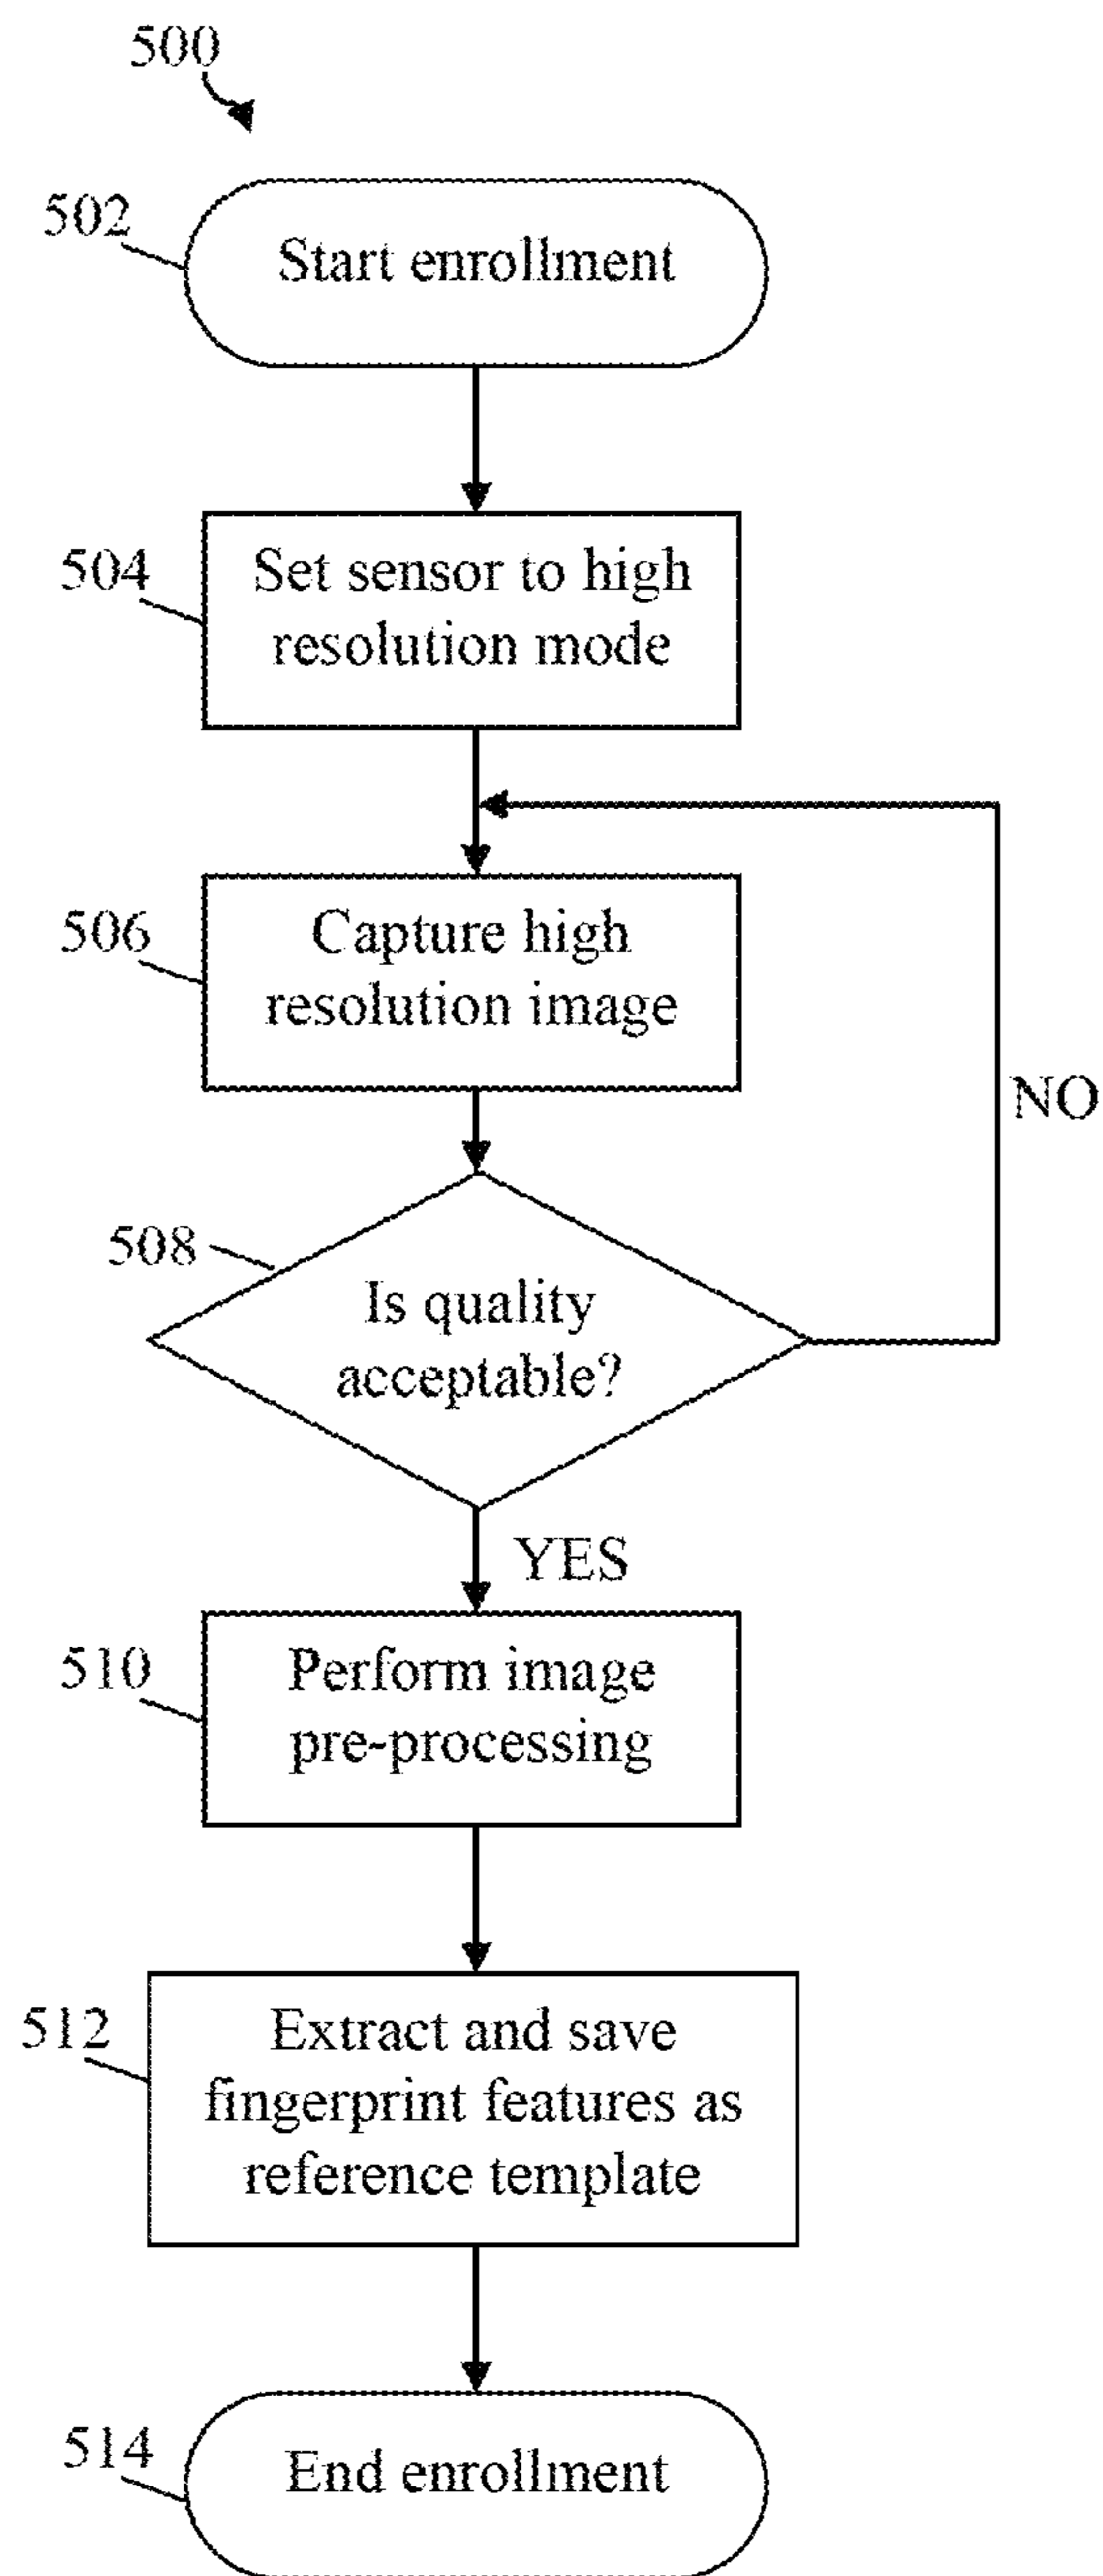 500
502
Start enrollment
504
Set sensor to high
resolution mode
506
Capture high
resolution image
NO
508
Is quality
acceptable?
YES
510
Perform image
pre-processing
512
Extract and save
fingerprint features as
reference template
514
End enrollment